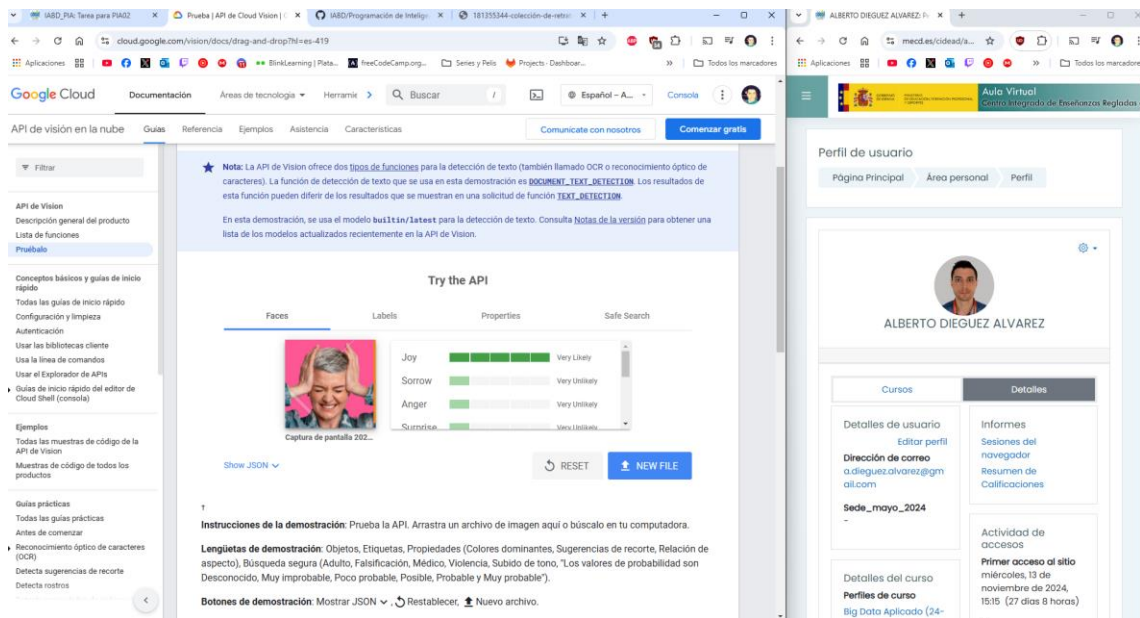 IABD_PIA: Tarea para PIA02
Prueba | API de Cloud Vision | G
IABD/Programación de Intelige
181355344-colección-de-retrat
cloud.google.com/vision/docs/drag-and-drop?hl=es-419
Aplicaciones
BlinkLearning | Plata...
freeCodeCamp.org...
Series y Pelis
Projects · Dashboar...
Todos los marcadores
Google Cloud
Documentación
Áreas de tecnología
Herramie
Buscar
/
Español – A...
Consola
API de visión en la nube
Guías
Referencia
Ejemplos
Asistencia
Características
Comunícate con nosotros
Comenzar gratis
Filtrar
API de Vision
Descripción general del producto
Lista de funciones
Pruébalo
Conceptos básicos y guías de inicio
rápido
Todas las guías de inicio rápido
Configuración y limpieza
Autenticación
Usar las bibliotecas cliente
Usa la línea de comandos
Usar el Explorador de APIs
Guías de inicio rápido del editor de
Cloud Shell (consola)
Ejemplos
Todas las muestras de código de la
API de Vision
Muestras de código de todos los
productos
Guías prácticas
Todas las guías prácticas
Antes de comenzar
Reconocimiento óptico de caracteres
(OCR)
Detecta sugerencias de recorte
Detecta rostros
Nota: La API de Vision ofrece dos tipos de funciones para la detección de texto (también llamado OCR o reconocimiento óptico de
caracteres). La función de detección de texto que se usa en esta demostración es DOCUMENT_TEXT_DETECTION. Los resultados de
esta función pueden diferir de los resultados que se muestran en una solicitud de función TEXT_DETECTION.
En esta demostración, se usa el modelo builtin/latest para la detección de texto. Consulta Notas de la versión para obtener una
lista de los modelos actualizados recientemente en la API de Vision.
Try the API
Faces
Labels
Properties
Safe Search
Joy
Very Likely
Sorrow
Very Unlikely
Anger
Very Unlikely
Surprise
Very Unlikely
Captura de pantalla 202...
Show JSON
RESET
NEW FILE
Instrucciones de la demostración: Prueba la API. Arrastra un archivo de imagen aquí o búscalo en tu computadora.
Lengüetas de demostración: Objetos, Etiquetas, Propiedades (Colores dominantes, Sugerencias de recorte, Relación de
aspecto), Búsqueda segura (Adulto, Falsificación, Médico, Violencia, Subido de tono, "Los valores de probabilidad son
Desconocido, Muy improbable, Poco probable, Posible, Probable y Muy probable").
Botones de demostración: Mostrar JSON , Restablecer, Nuevo archivo.
ALBERTO DIEGUEZ ALVAREZ: Pe
mecd.es/cidead/a...
Aplicaciones
Todos los marcadores
Aula Virtual
Centro Integrado de Enseñanzas Regladas
Perfil de usuario
Página Principal
Área personal
Perfil
ALBERTO DIEGUEZ ALVAREZ
Cursos
Detalles
Detalles de usuario
Editar perfil
Dirección de correo
a.dieguez.alvarez@gm
ail.com
Sede_mayo_2024
-
Detalles del curso
Perfiles de curso
Big Data Aplicado (24-
Informes
Sesiones del
navegador
Resumen de
Calificaciones
Actividad de
accesos
Primer acceso al sitio
miércoles, 13 de
noviembre de 2024,
15:15 (27 días 8 horas)